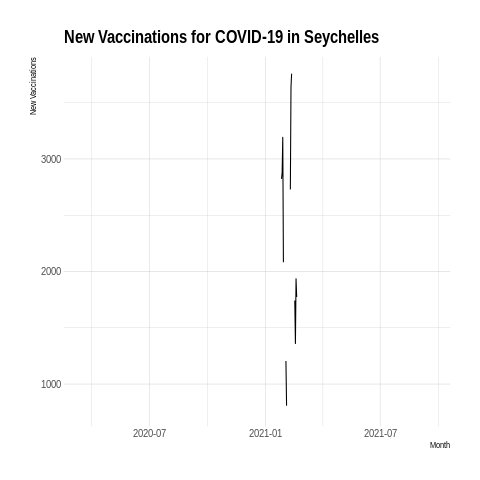 New Vaccinations for COVID-19 in Seychelles
New Vaccinations
3000
2000
1000
2020-07 2021-01 2021-07
Month